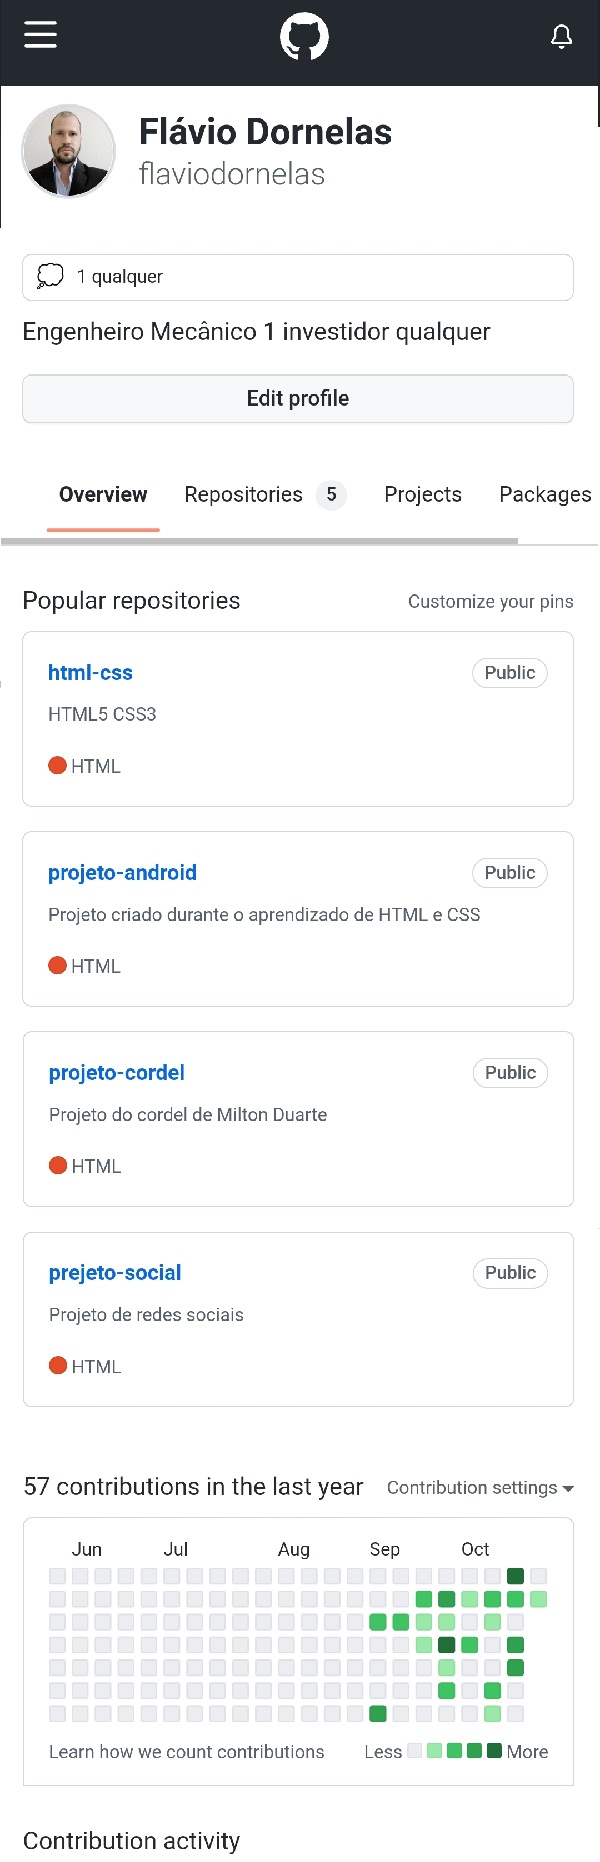 Flávio Dornelas
flaviodornelas
1 qualquer
Engenheiro Mecânico 1 investidor qualquer
Edit profile
Overview Repositories 5 Projects Packages
Popular repositories Customize your pins
html-css Public
HTML5 CSS3
HTML
projeto-android Public
Projeto criado durante o aprendizado de HTML e CSS
HTML
projeto-cordel Public
Projeto do cordel de Milton Duarte
HTML
prejeto-social Public
Projeto de redes sociais
HTML
57 contributions in the last year Contribution settings
Jun Jul Aug Sep Oct
Learn how we count contributions Less More
Contribution activity